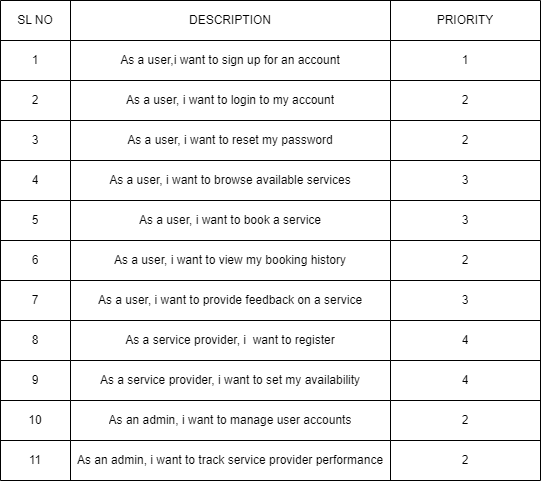 SL NO DESCRIPTION PRIORITY
1 As a user,i want to sign up for an account 1
2 As a user, i want to login to my account 2
3 As a user, i want to reset my password 2
4 As a user, i want to browse available services 3
5 As a user, i want to book a service 3
6 As a user, i want to view my booking history 2
7 As a user, i want to provide feedback on a service 3
8 As a service provider, i  want to register 4
9 As a service provider, i want to set my availability 4
10 As an admin, i want to manage user accounts 2
11 As an admin, i want to track service provider performance 2